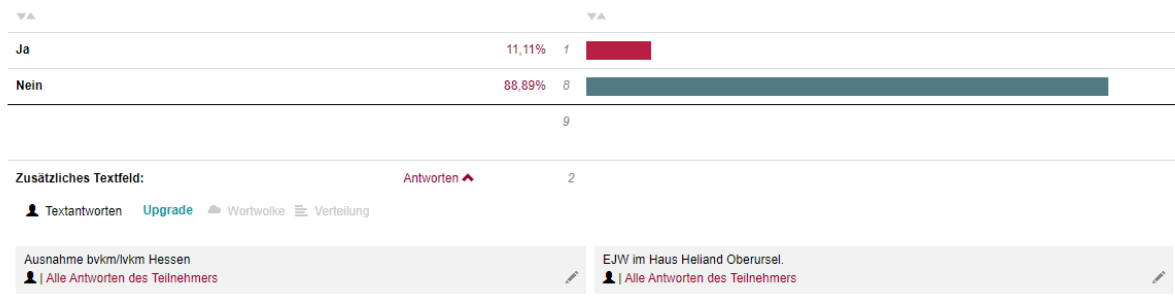 Ja 11,11% 1
Nein 88,89% 8
9
Zusätzliches Textfeld: Antworten 2
Textantworten Upgrade Wortwolke Verteilung
Ausnahme bvkm/lvkm Hessen
| Alle Antworten des Teilnehmers
EJW im Haus Heliand Oberursel.
| Alle Antworten des Teilnehmers